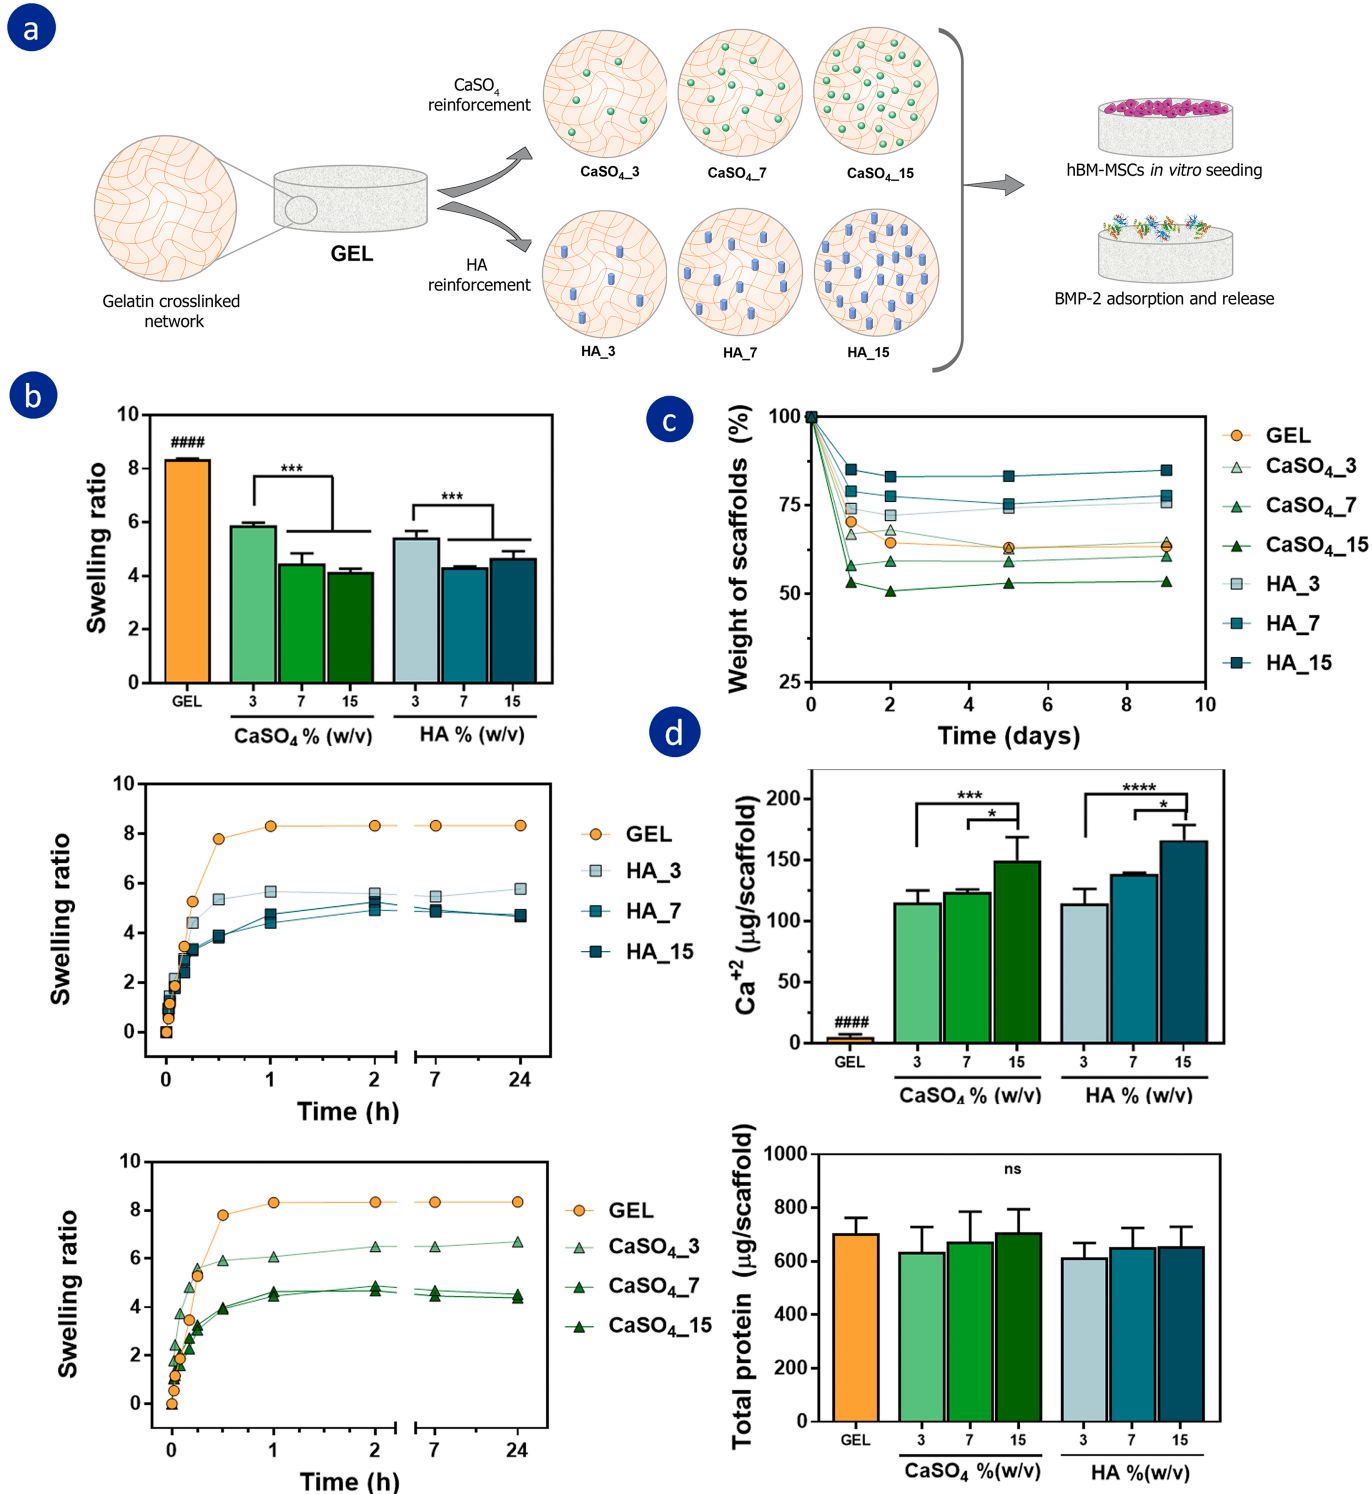 a
CaSO4
reinforcement
CaSO4_3
CaSO4_7
CaSO4_15
GEL
Gelatin crosslinked
network
HA
reinforcement
HA_3
HA_7
HA_15
hBM-MSCs in vitro seeding
BMP-2 adsorption and release
b
Swelling ratio
10
8
6
4
2
0
####
***
***
GEL
3
7
15
3
7
15
CaSO4 % (w/v)
HA % (w/v)
Swelling ratio
10
8
6
4
2
0
0
1
2
7
24
Time (h)
GEL
HA_3
HA_7
HA_15
Swelling ratio
10
8
6
4
2
0
0
1
2
7
24
Time (h)
GEL
CaSO4_3
CaSO4_7
CaSO4_15
c
Weight of scaffolds (%)
100
75
50
25
0
2
4
6
8
10
Time (days)
GEL
CaSO4_3
CaSO4_7
CaSO4_15
HA_3
HA_7
HA_15
d
Ca+2 (µg/scaffold)
200
150
100
50
0
####
***
*
****
*
GEL
3
7
15
3
7
15
CaSO4 % (w/v)
HA % (w/v)
Total protein (µg/scaffold)
1000
800
600
400
200
0
ns
GEL
3
7
15
3
7
15
CaSO4 %(w/v)
HA %(w/v)